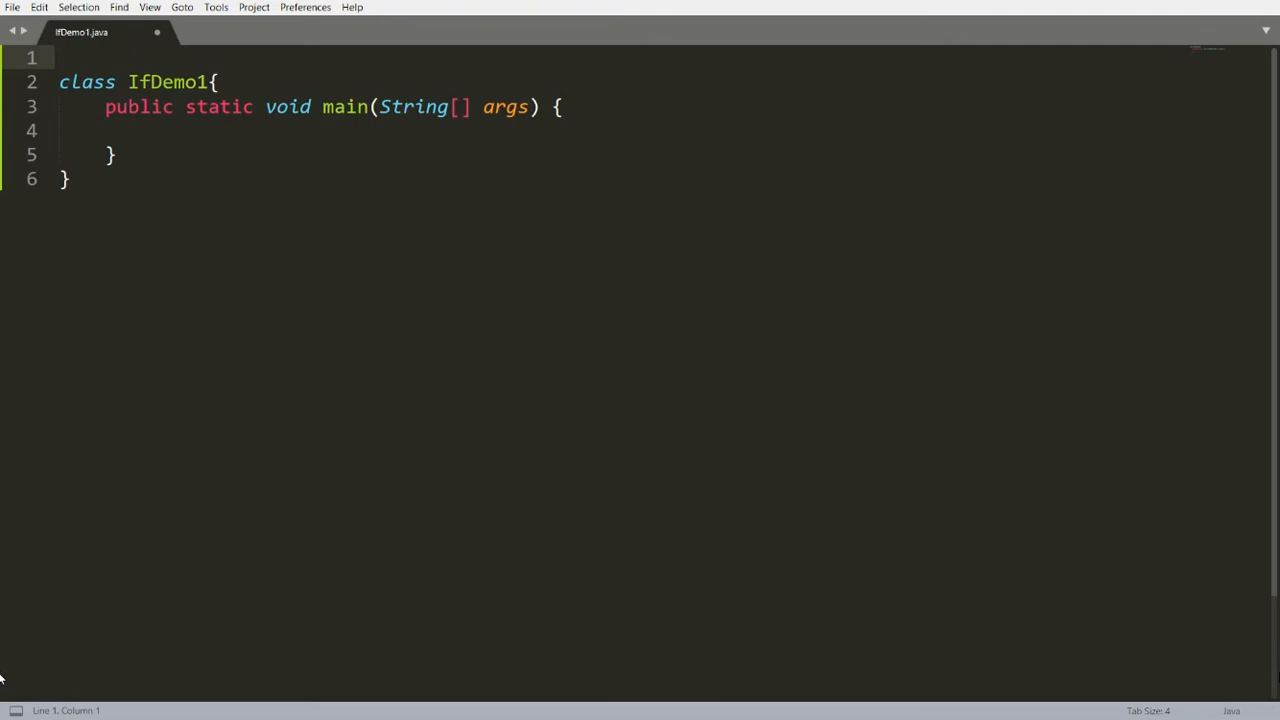 File Edit Selection Find View Goto Tools Project Preferences Help
IfDemo1.java
1
2 class IfDemo1{
3 public static void main(String[] args) {
4
5 }
6 }
Line 1, Column 1 Tab Size: 4 Java